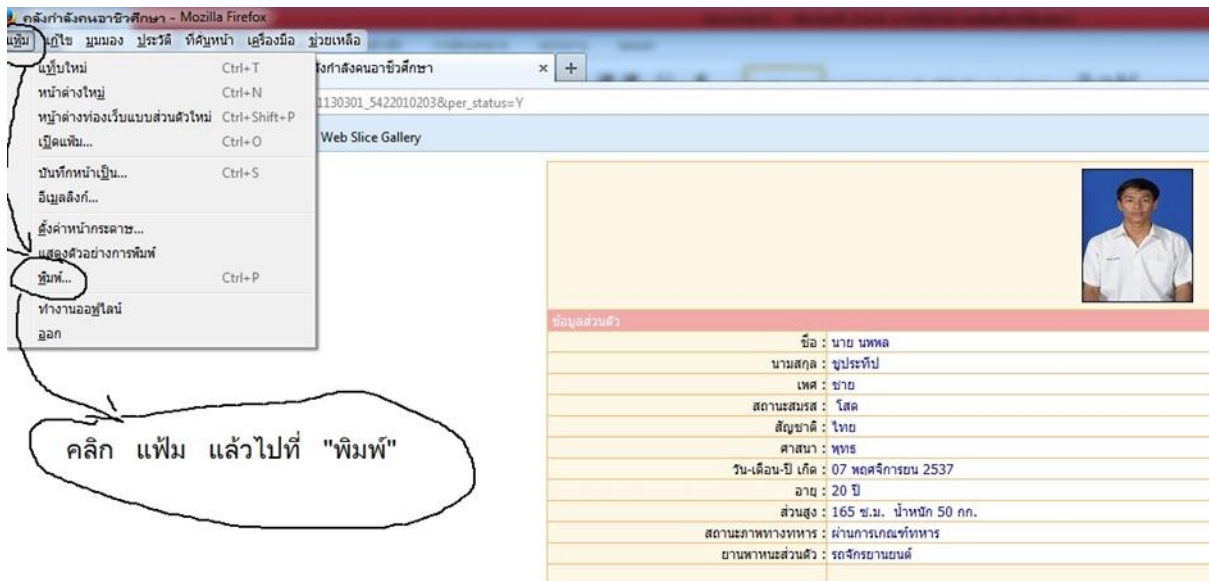 คลังกำลังคนอาชีวศึกษา - Mozilla Firefox
แฟ้ม แก้ไข มุมมอง ประวัติ ที่คั่นหน้า เครื่องมือ ช่วยเหลือ
แท็บใหม่ Ctrl+T
ังกำลังคนอาชีวศึกษา × +
หน้าต่างใหม่ Ctrl+N
1130301_5422010203&per_status=Y
หน้าต่างท่องเว็บแบบส่วนตัวใหม่ Ctrl+Shift+P
เปิดแฟ้ม... Ctrl+O
Web Slice Gallery
บันทึกหน้าเป็น... Ctrl+S
อีเมลลิงก์...
ตั้งค่าหน้ากระดาษ...
แสดงตัวอย่างการพิมพ์
พิมพ์... Ctrl+P
ทำงานออฟไลน์
ออก
ข้อมูลส่วนตัว
ชื่อ : นาย นพพล
นามสกุล : ชูประทีป
เพศ : ชาย
สถานะสมรส : โสด
สัญชาติ : ไทย
ศาสนา : พุทธ
วัน-เดือน-ปี เกิด : 07 พฤศจิการยน 2537
อายุ : 20 ปี
ส่วนสูง : 165 ซ.ม. น้ำหนัก 50 กก.
สถานะภาพทางทหาร : ผ่านการเกณฑ์ทหาร
ยานพาหนะส่วนตัว : รถจักรยานยนต์
คลิก แฟ้ม แล้วไปที่ "พิมพ์"